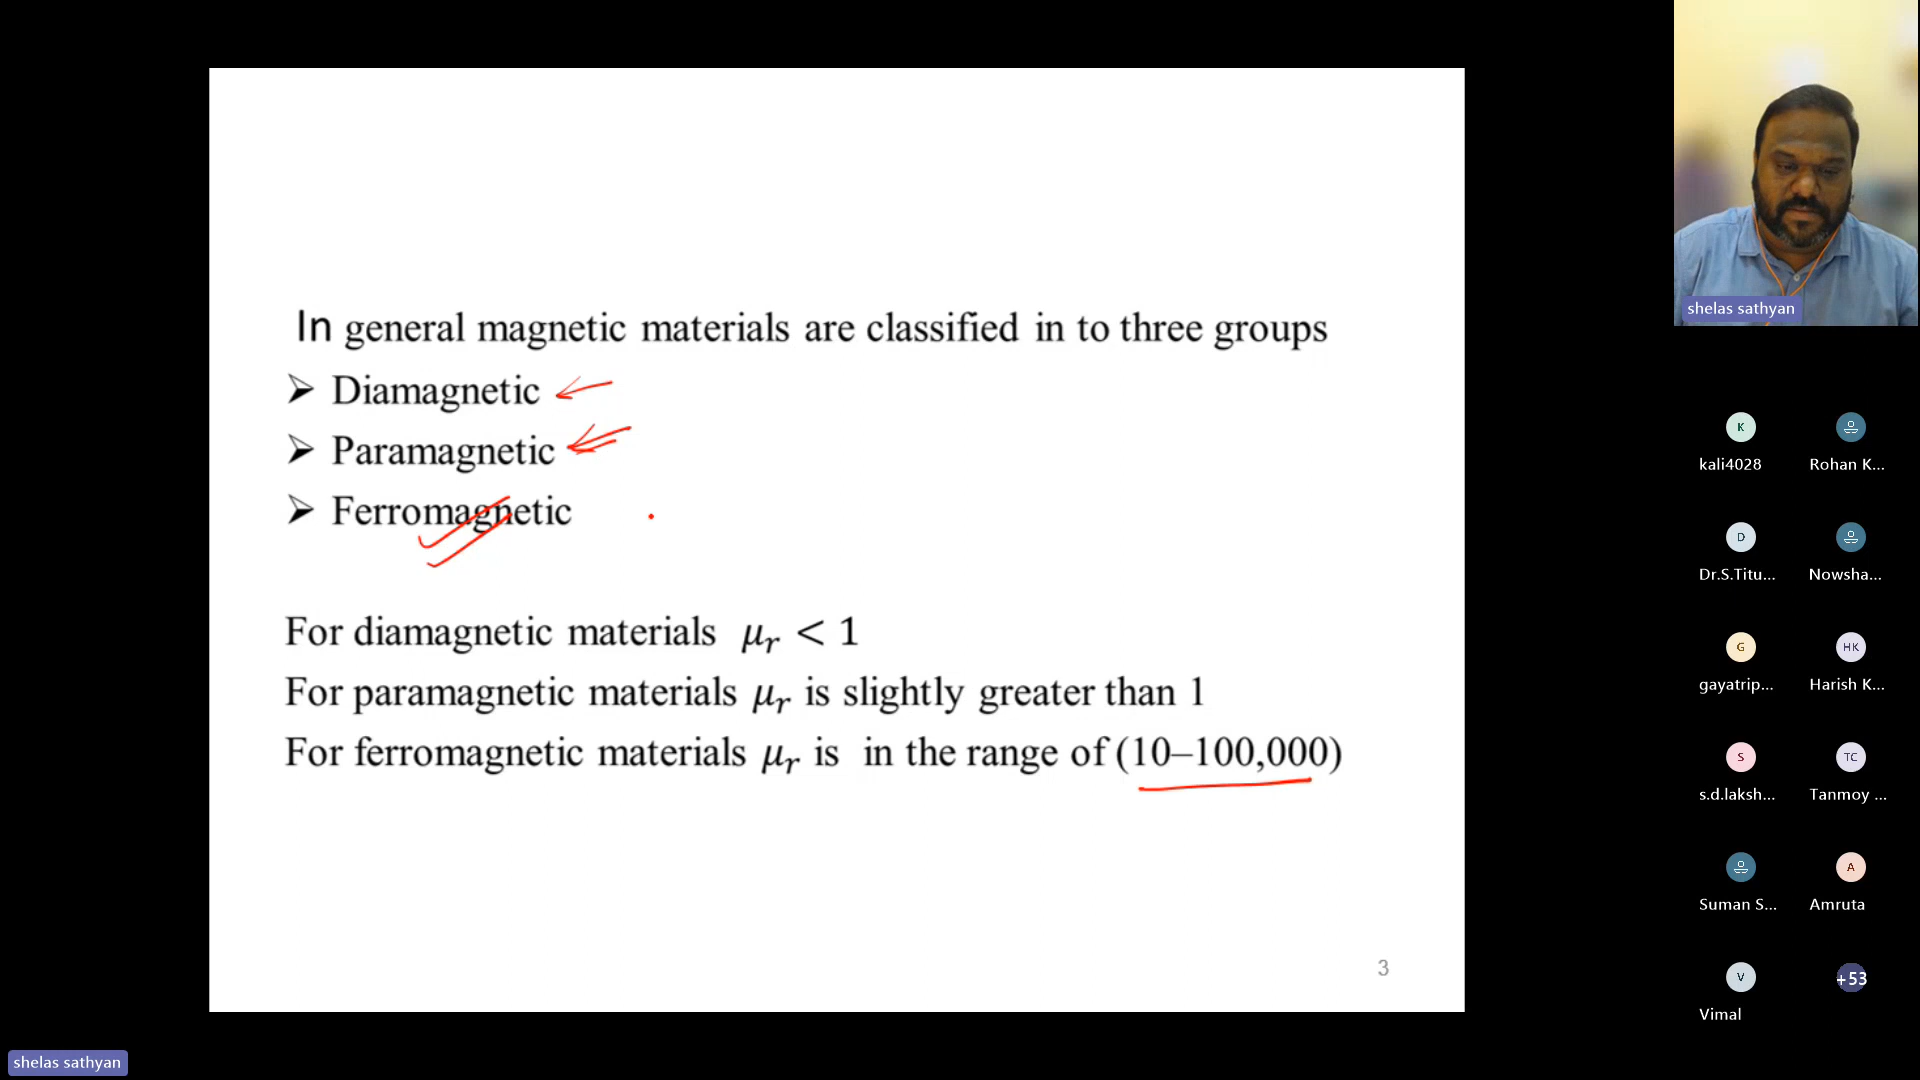 In general magnetic materials are classified in to three groups
➢ Diamagnetic
➢ Paramagnetic
➢ Ferromagnetic
For diamagnetic materials μᵣ < 1
For paramagnetic materials μᵣ is slightly greater than 1
For ferromagnetic materials μᵣ is in the range of (10–100,000)
3
shelas sathyan
K
kali4028
Rohan K...
D
Dr.S.Titu...
Nowsha...
G
gayatrip...
HK
Harish K...
S
s.d.laksh...
TC
Tanmoy ...
Suman S...
A
Amruta
V
Vimal
+53
shelas sathyan